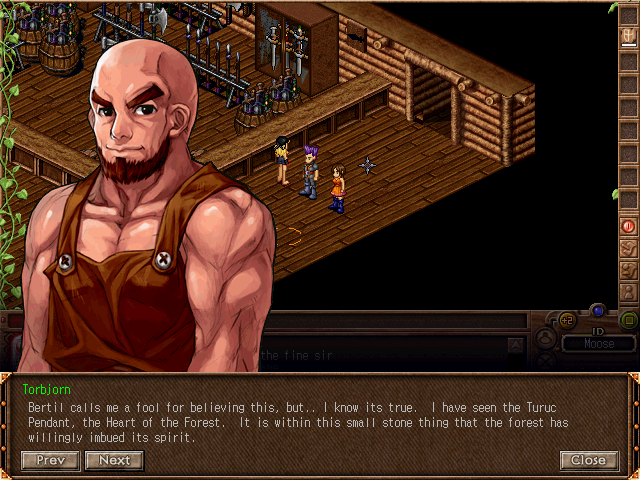 +2
ID
Moose
the fine sir
Torbjorn
Bertil calls me a fool for believing this, but.. I know its true.  I have seen the Turuc
Pendant, the Heart of the Forest.  It is within this small stone thing that the forest has
willingly imbued its spirit.
Prev
Next
Close